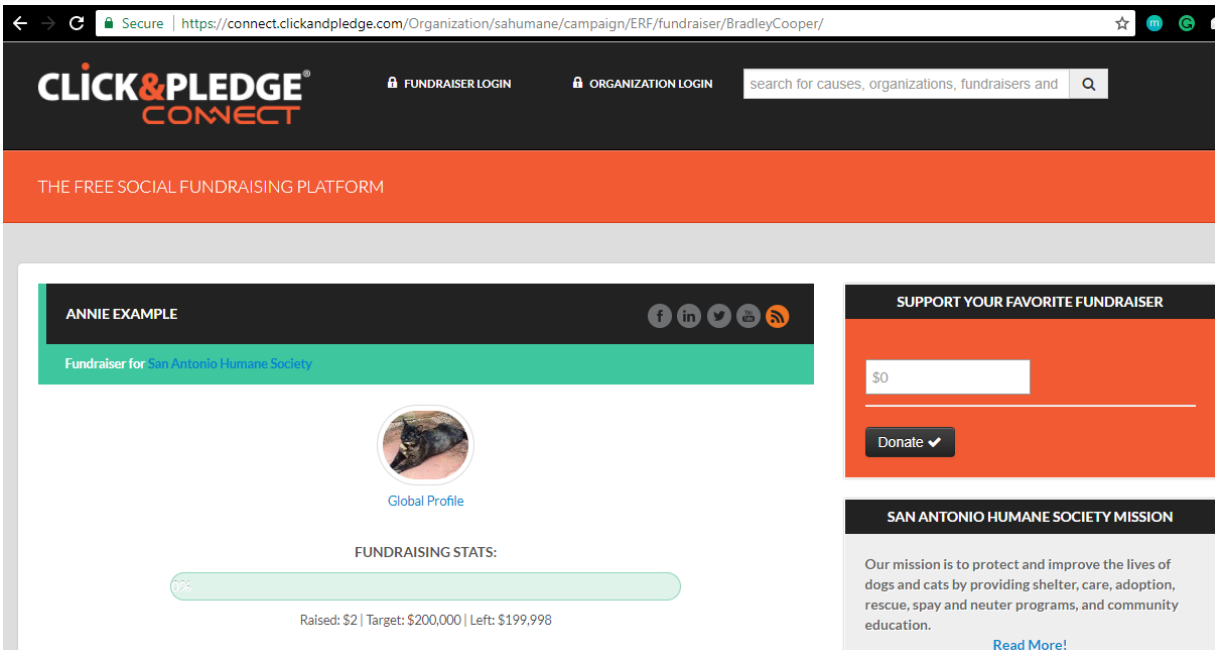 Secure | https://connect.clickandpledge.com/Organization/sahumane/campaign/ERF/fundraiser/BradleyCooper/
CLICK&PLEDGE®
CONNECT
FUNDRAISER LOGIN
ORGANIZATION LOGIN
search for causes, organizations, fundraisers and
THE FREE SOCIAL FUNDRAISING PLATFORM
ANNIE EXAMPLE
Fundraiser for San Antonio Humane Society
Global Profile
FUNDRAISING STATS:
0%
Raised: $2 | Target: $200,000 | Left: $199,998
SUPPORT YOUR FAVORITE FUNDRAISER
$0
Donate
SAN ANTONIO HUMANE SOCIETY MISSION
Our mission is to protect and improve the lives of
dogs and cats by providing shelter, care, adoption,
rescue, spay and neuter programs, and community
education.
Read More!